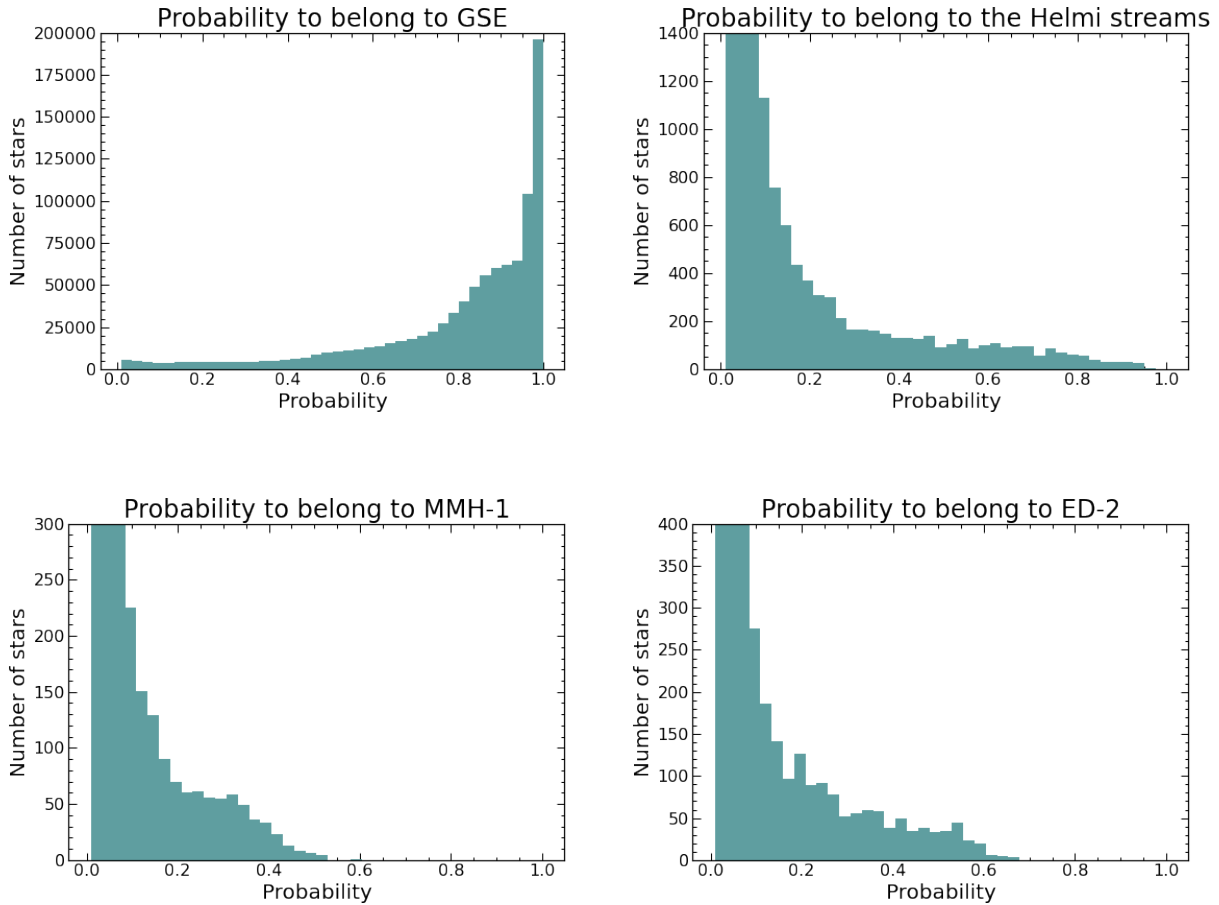 Probability to belong to GSE
200000
175000
150000
125000
100000
75000
50000
25000
0
Number of stars
0.0 0.2 0.4 0.6 0.8 1.0
Probability
Probability to belong to the Helmi streams
1400
1200
1000
800
600
400
200
0
Number of stars
0.0 0.2 0.4 0.6 0.8 1.0
Probability
Probability to belong to MMH-1
300
250
200
150
100
50
0
Number of stars
0.0 0.2 0.4 0.6 0.8 1.0
Probability
Probability to belong to ED-2
400
350
300
250
200
150
100
50
0
Number of stars
0.0 0.2 0.4 0.6 0.8 1.0
Probability